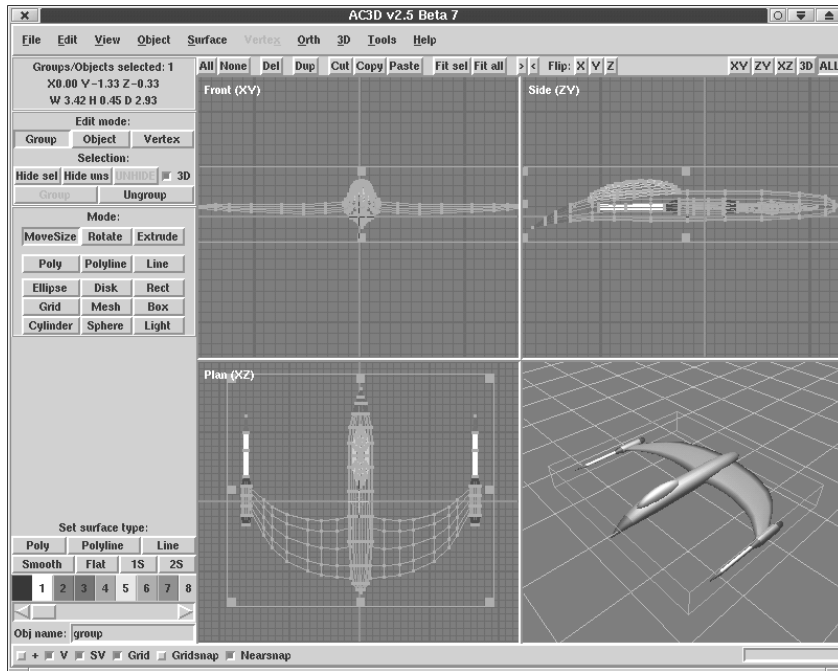 AC3D v2.5 Beta 7
File Edit View Object Surface Vertex Orth 3D Tools Help
Groups/Objects selected: 1
X0.00 Y-1.33 Z-0.33
W 3.42 H 0.45 D 2.93
All None Del Dup Cut Copy Paste Fit sel Fit all > < Flip: X Y Z XY ZY XZ 3D ALL
Edit mode:
Group Object Vertex
Selection:
Hide sel Hide uns UNHIDE 3D
Group Ungroup
Mode:
MoveSize Rotate Extrude
Poly Polyline Line
Ellipse Disk Rect
Grid Mesh Box
Cylinder Sphere Light
Front (XY)
Side (ZY)
Plan (XZ)
Set surface type:
Poly Polyline Line
Smooth Flat 1S 2S
1 2 3 4 5 6 7 8
Obj name: group
+ V SV Grid Gridsnap Nearsnap